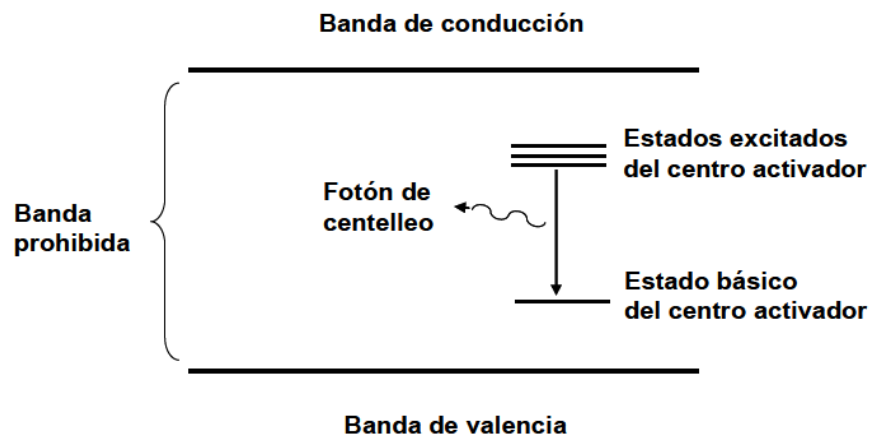 Banda de conducción
Estados excitados
del centro activador
Fotón de
centelleo
Banda
prohibida
Estado básico
del centro activador
Banda de valencia